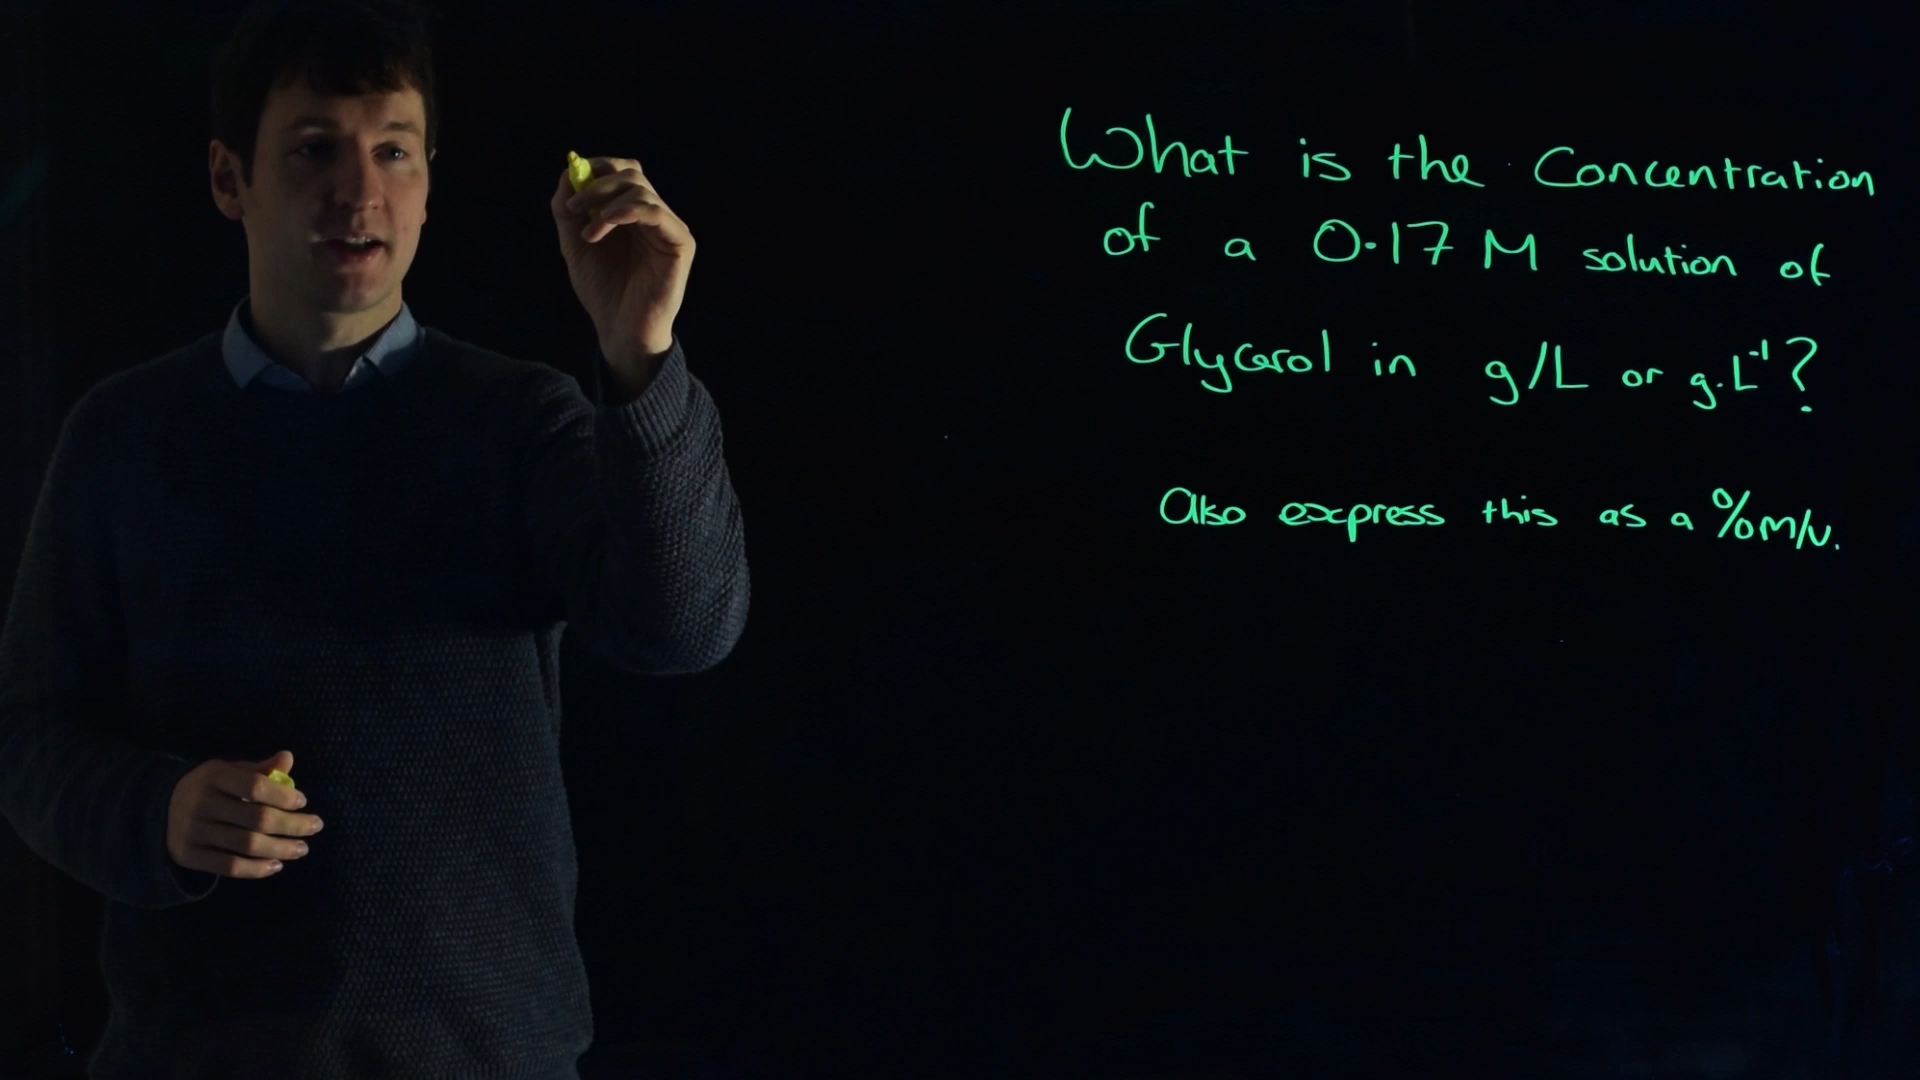 What is the Concentration
of a 0.17 M solution of
Glycerol in g/L or g.L⁻¹?
Also express this as a %m/v.